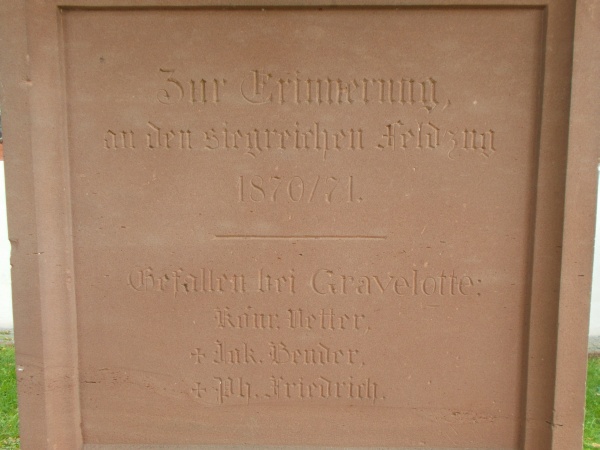 Zur Erinnerung,
an den siegreichen Feldzug
1870/71.
Gefallen bei Gravelotte:
Konr. Vetter,
+ Jak. Bender,
+ Ph. Friedrich.